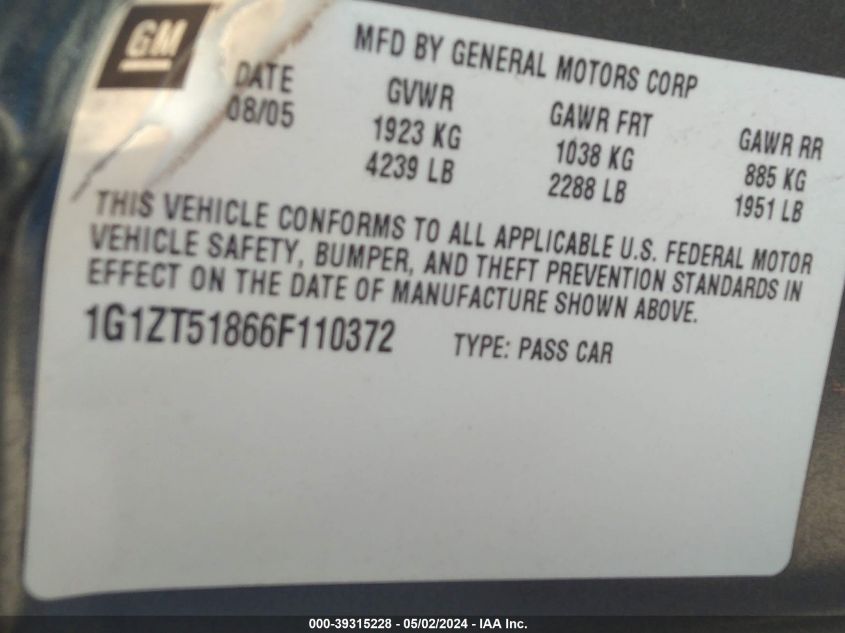 GM
MFD BY GENERAL MOTORS CORP
DATE GVWR GAWR FRT GAWR RR
08/05 1923 KG 1038 KG 885 KG
4239 LB 2288 LB 1951 LB
THIS VEHICLE CONFORMS TO ALL APPLICABLE U.S. FEDERAL MOTOR
VEHICLE SAFETY, BUMPER, AND THEFT PREVENTION STANDARDS IN
EFFECT ON THE DATE OF MANUFACTURE SHOWN ABOVE.
1G1ZT51866F110372 TYPE: PASS CAR
000-39315228 - 05/02/2024 - IAA Inc.